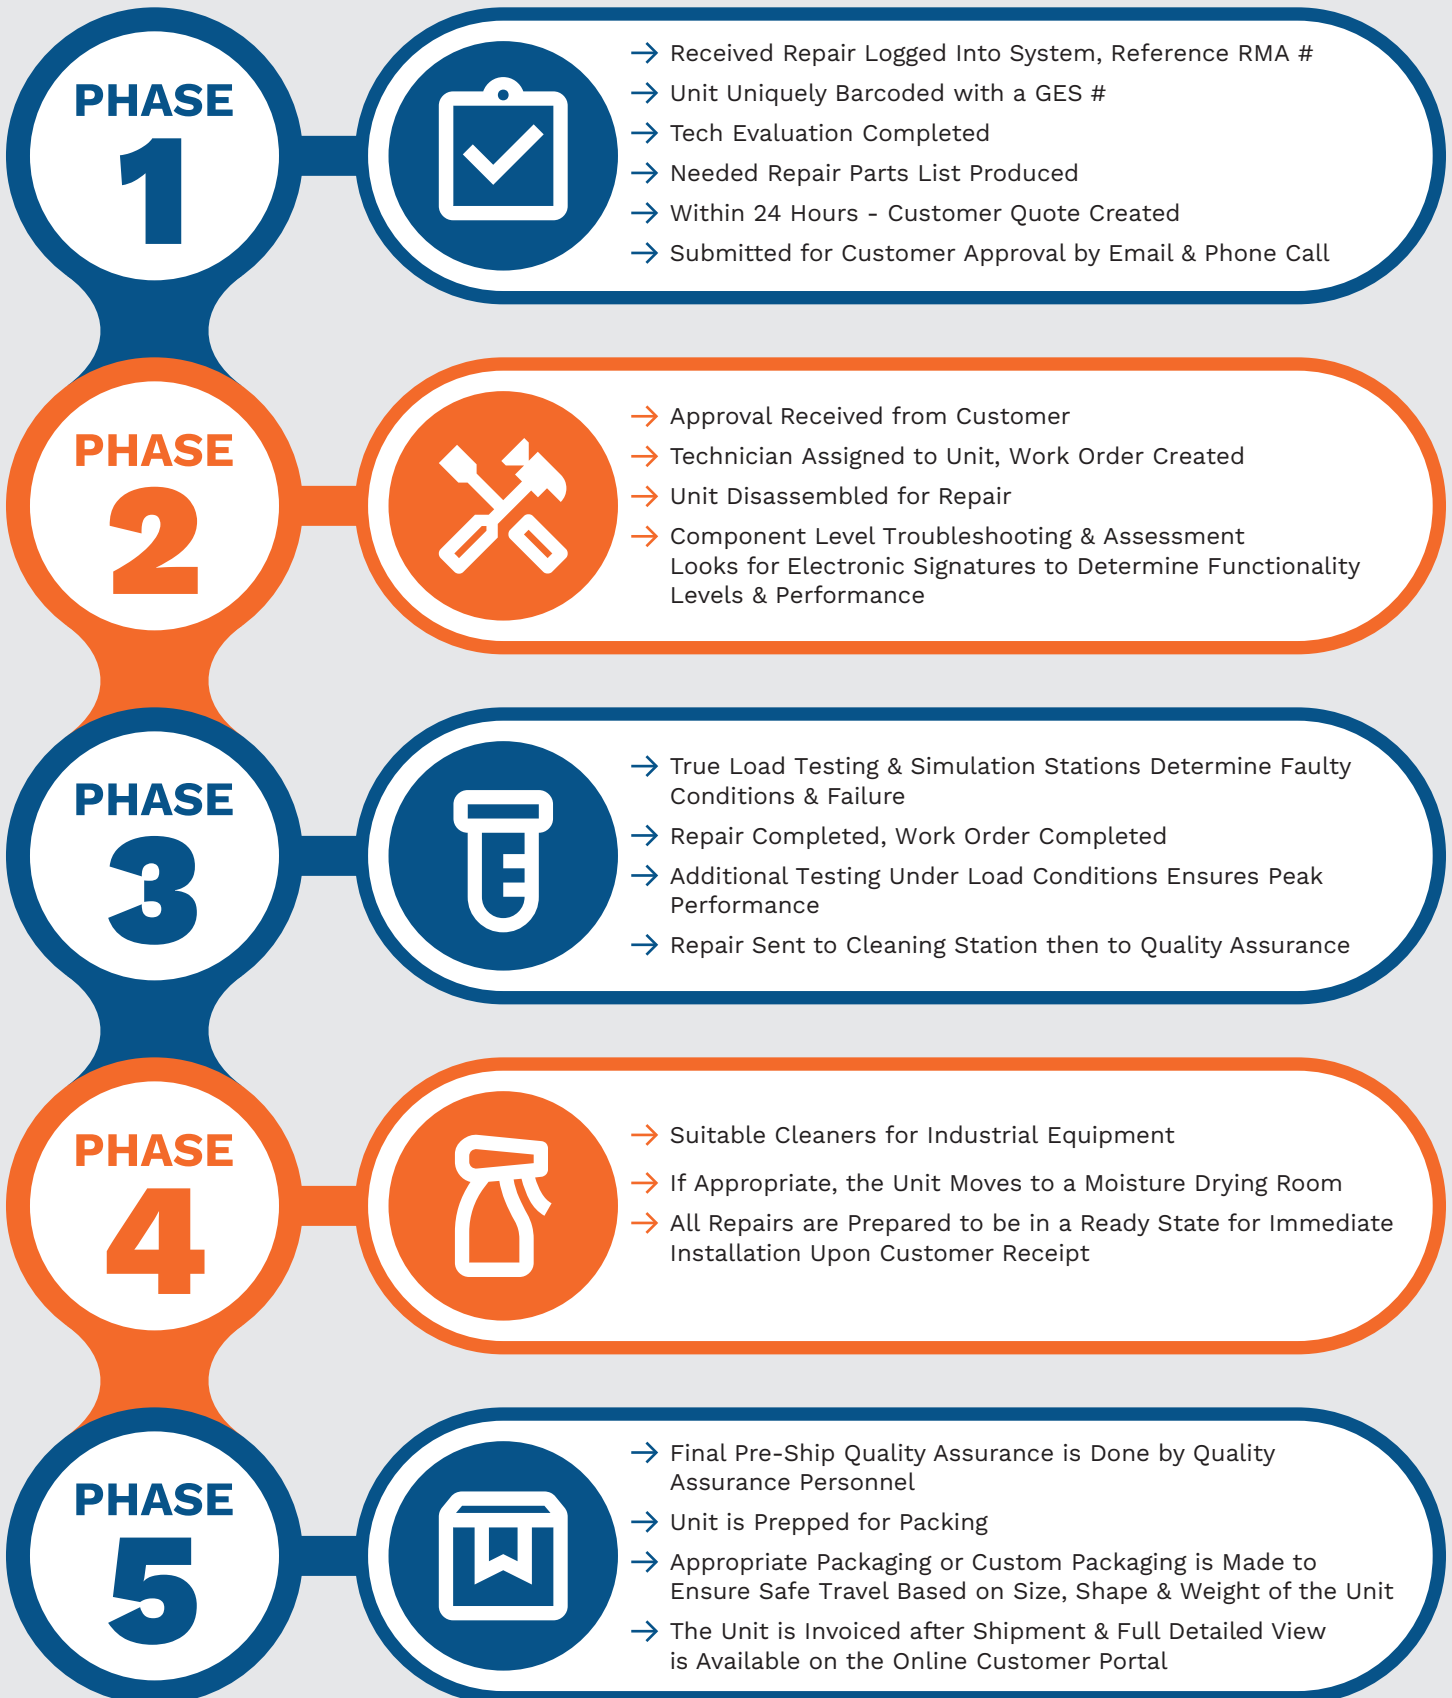 PHASE
1
→ Received Repair Logged Into System, Reference RMA #
→ Unit Uniquely Barcoded with a GES #
→ Tech Evaluation Completed
→ Needed Repair Parts List Produced
→ Within 24 Hours - Customer Quote Created
→ Submitted for Customer Approval by Email & Phone Call
PHASE
2
→ Approval Received from Customer
→ Technician Assigned to Unit, Work Order Created
→ Unit Disassembled for Repair
→ Component Level Troubleshooting & Assessment
Looks for Electronic Signatures to Determine Functionality
Levels & Performance
PHASE
3
→ True Load Testing & Simulation Stations Determine Faulty
Conditions & Failure
→ Repair Completed, Work Order Completed
→ Additional Testing Under Load Conditions Ensures Peak
Performance
→ Repair Sent to Cleaning Station then to Quality Assurance
PHASE
4
→ Suitable Cleaners for Industrial Equipment
→ If Appropriate, the Unit Moves to a Moisture Drying Room
→ All Repairs are Prepared to be in a Ready State for Immediate
Installation Upon Customer Receipt
PHASE
5
→ Final Pre-Ship Quality Assurance is Done by Quality
Assurance Personnel
→ Unit is Prepped for Packing
→ Appropriate Packaging or Custom Packaging is Made to
Ensure Safe Travel Based on Size, Shape & Weight of the Unit
→ The Unit is Invoiced after Shipment & Full Detailed View
is Available on the Online Customer Portal